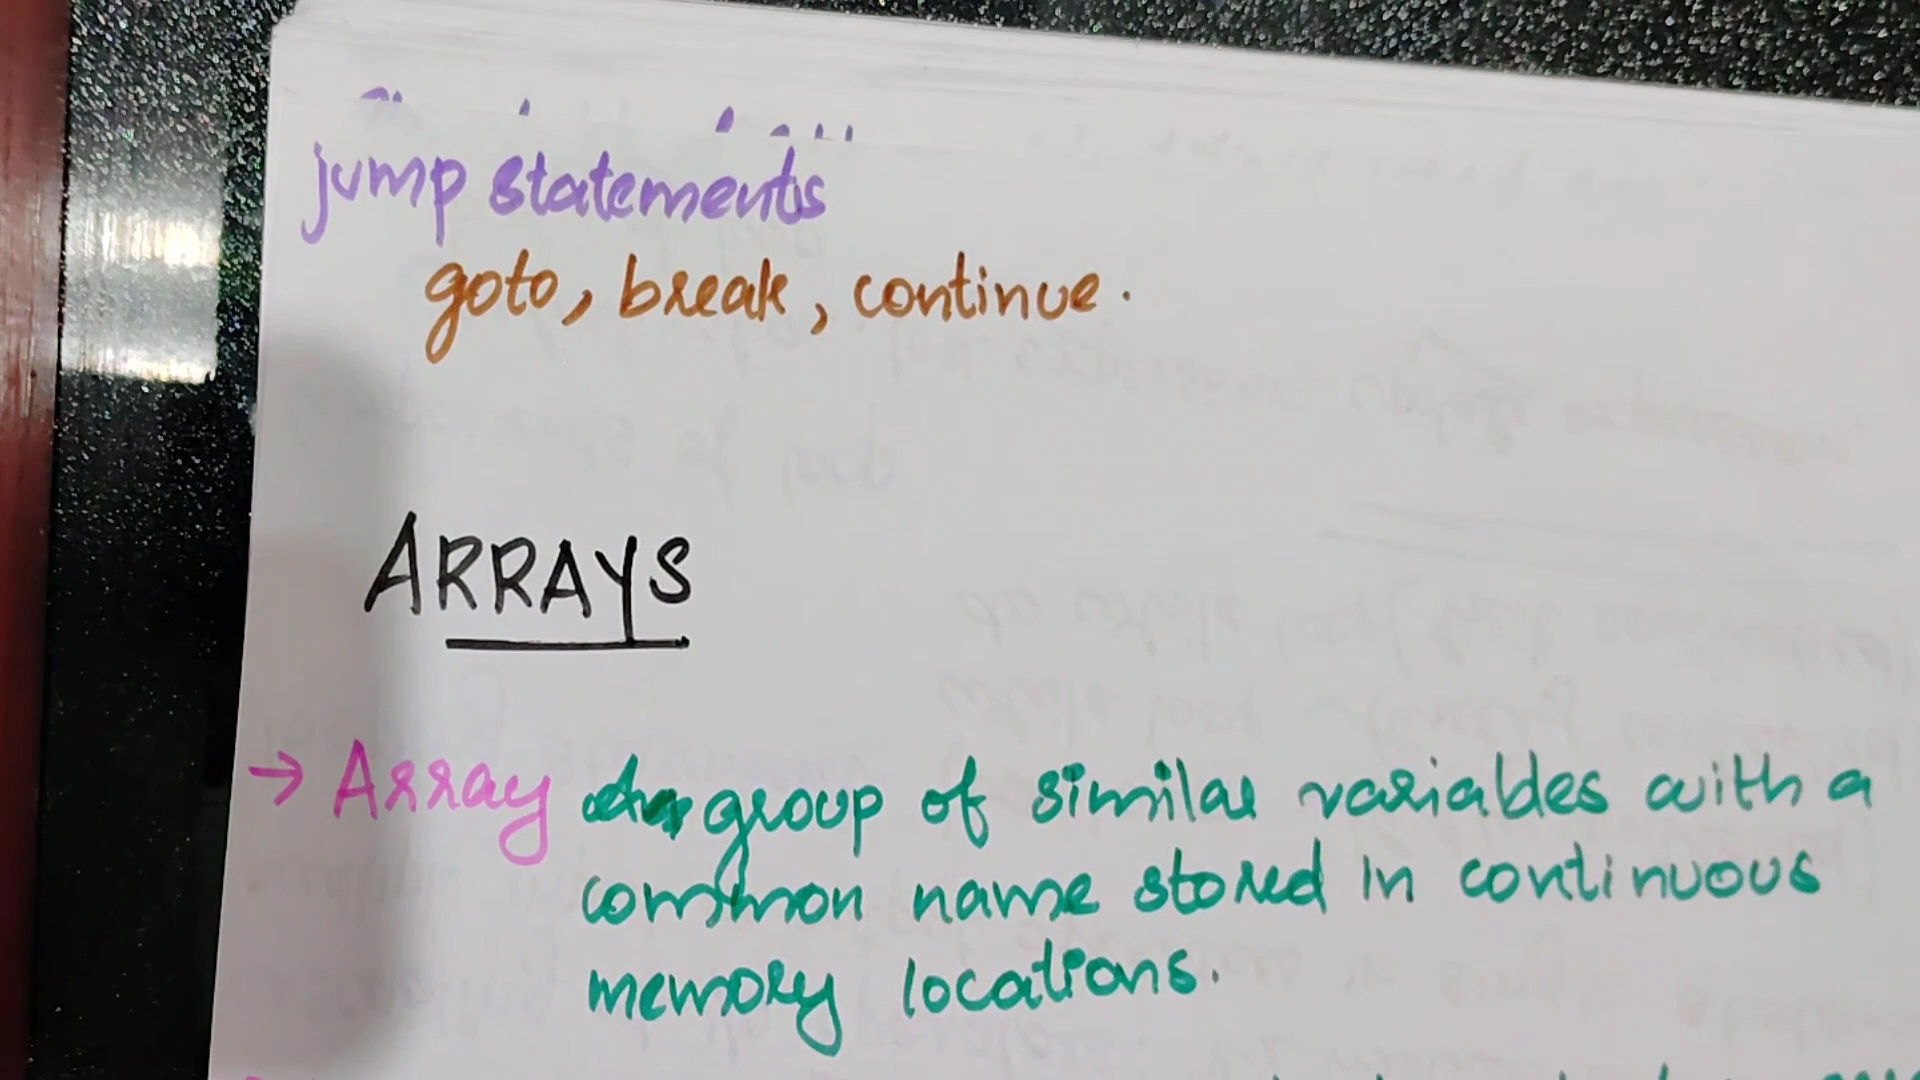 jump statements
goto, break, continue.
ARRAYS
→ Array group of similar variables with a
common name stored in continuous
memory locations.